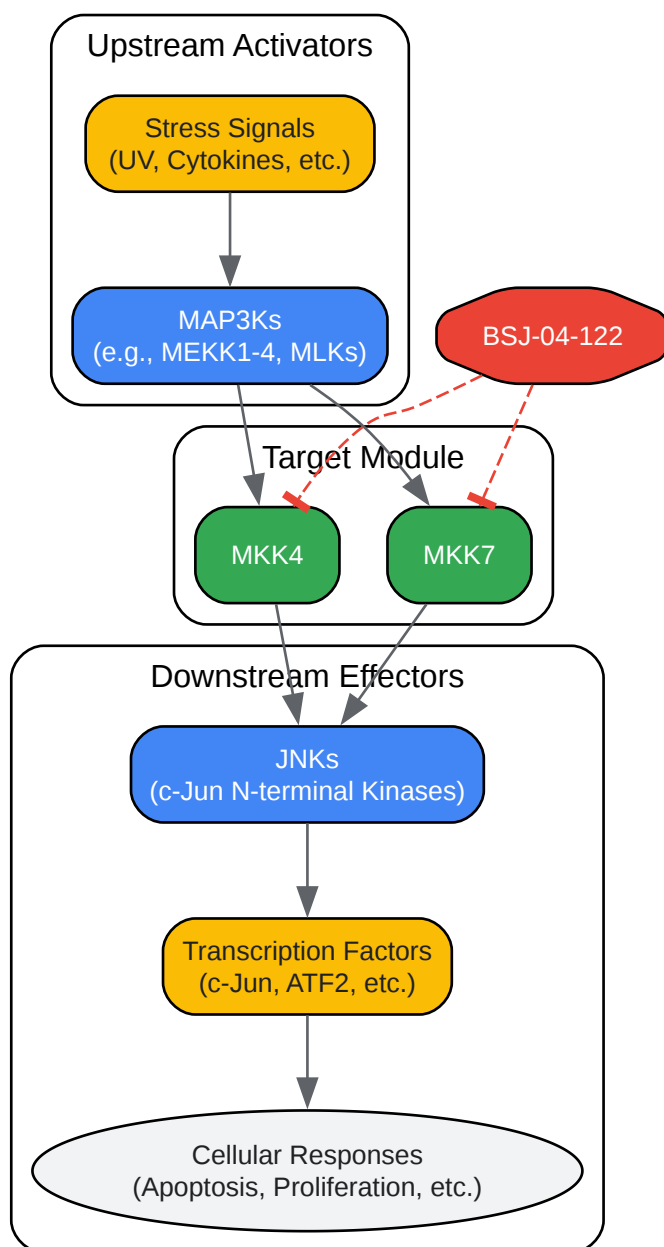 Upstream Activators
Stress Signals
(UV, Cytokines, etc.)
MAP3Ks
(e.g., MEKK1-4, MLKs)
BSJ-04-122
Target Module
MKK4
MKK7
Downstream Effectors
JNKs
(c-Jun N-terminal Kinases)
Transcription Factors
(c-Jun, ATF2, etc.)
Cellular Responses
(Apoptosis, Proliferation, etc.)